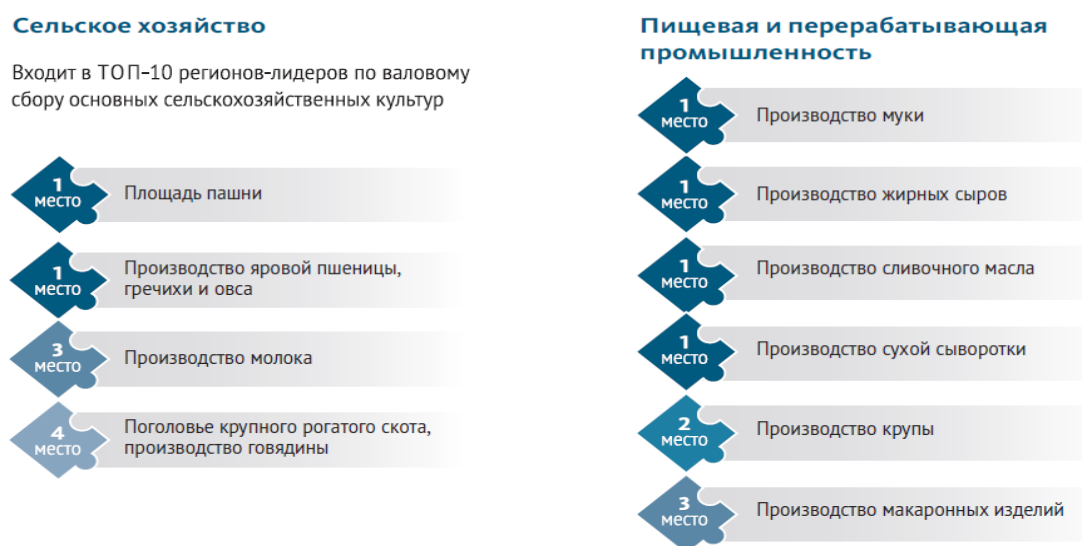 Сельское хозяйство
Входит в ТОП-10 регионов-лидеров по валовому
сбору основных сельскохозяйственных культур
1
место
Площадь пашни
1
место
Производство яровой пшеницы,
гречихи и овса
3
место
Производство молока
4
место
Поголовье крупного рогатого скота,
производство говядины
Пищевая и перерабатывающая
промышленность
1
место
Производство муки
1
место
Производство жирных сыров
1
место
Производство сливочного масла
1
место
Производство сухой сыворотки
2
место
Производство крупы
3
место
Производство макаронных изделий